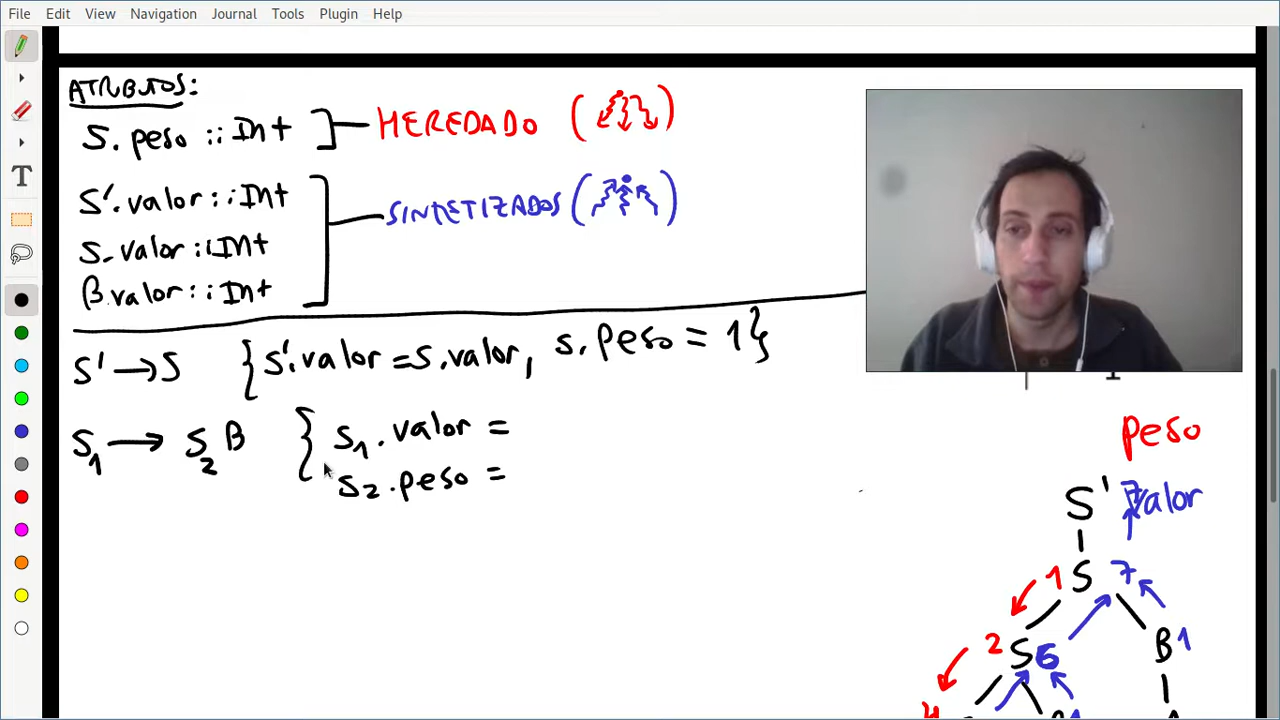 File Edit View Navigation Journal Tools Plugin Help
ATRIBUTOS:
S.peso :: Int
HEREDADO
S'.valor :: Int
S.valor :: Int
B.valor :: Int
SINTETIZADOS
S' → S { S'.valor = S.valor, S.peso = 1 }
S₁ → S₂ B { S₁.valor =
S₂.peso =
peso
S' valor
1 S 7
2 S 6 B 1
4
T